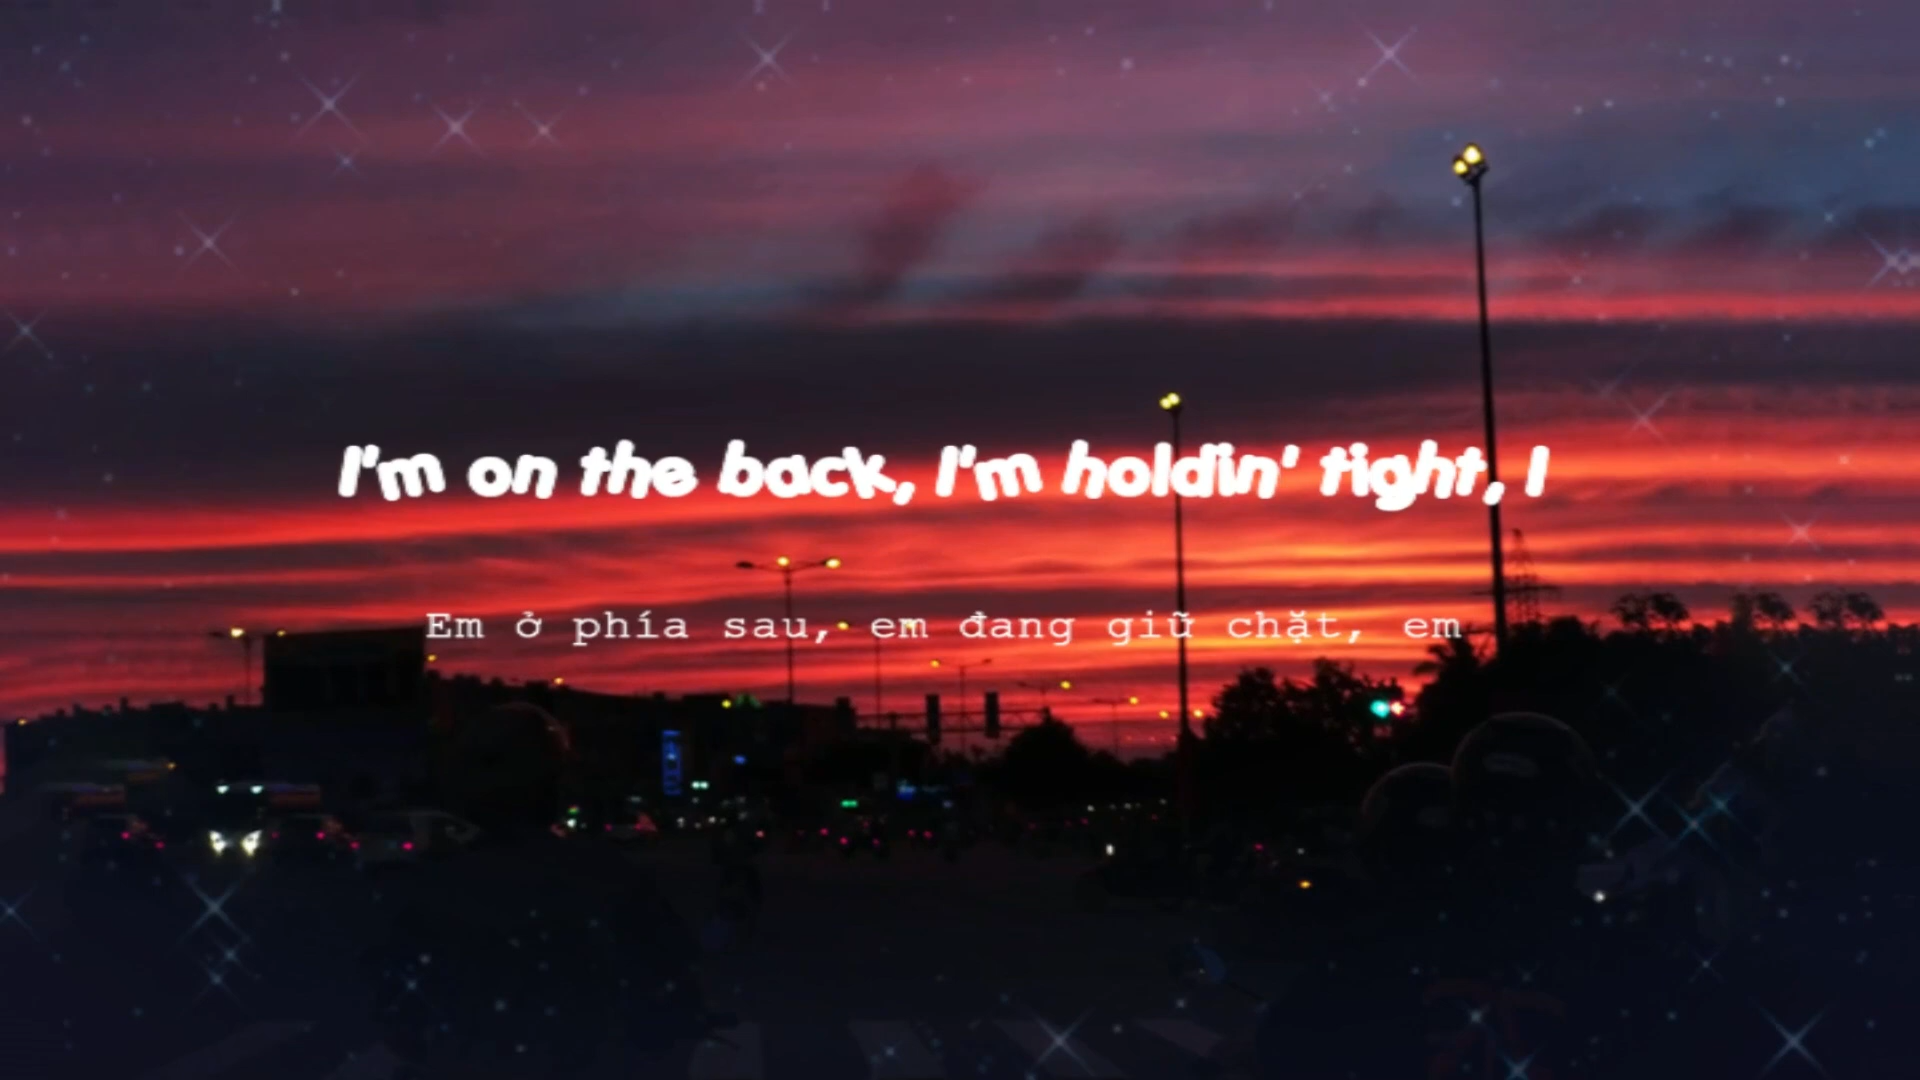 I'm on the back, I'm holdin' tight, I
Em ở phía sau, em đang giữ chặt, em